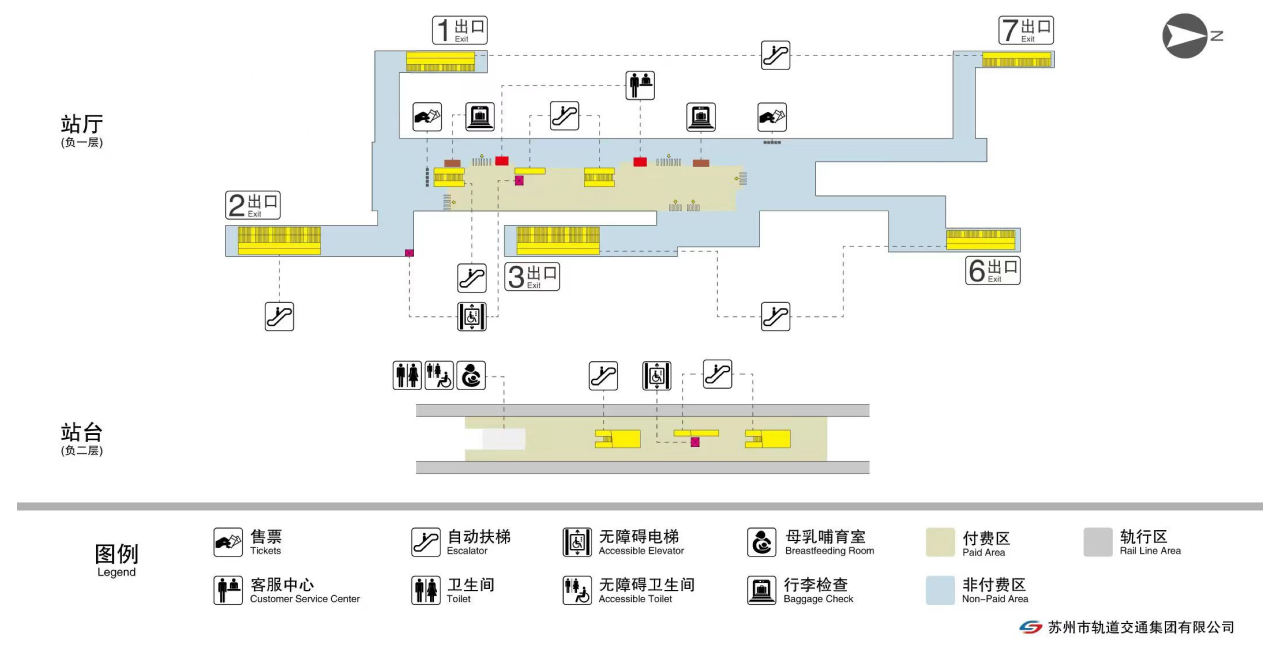 1 出口
Exit
7 出口
Exit
N
站厅
(负一层)
2 出口
Exit
3 出口
Exit
6 出口
Exit
站台
(负二层)
图例
Legend
售票
Tickets
自动扶梯
Escalator
无障碍电梯
Accessible Elevator
母乳哺育室
Breastfeeding Room
付费区
Paid Area
轨行区
Rail Line Area
客服中心
Customer Service Center
卫生间
Toilet
无障碍卫生间
Accessible Toilet
行李检查
Baggage Check
非付费区
Non-Paid Area
苏州市轨道交通集团有限公司